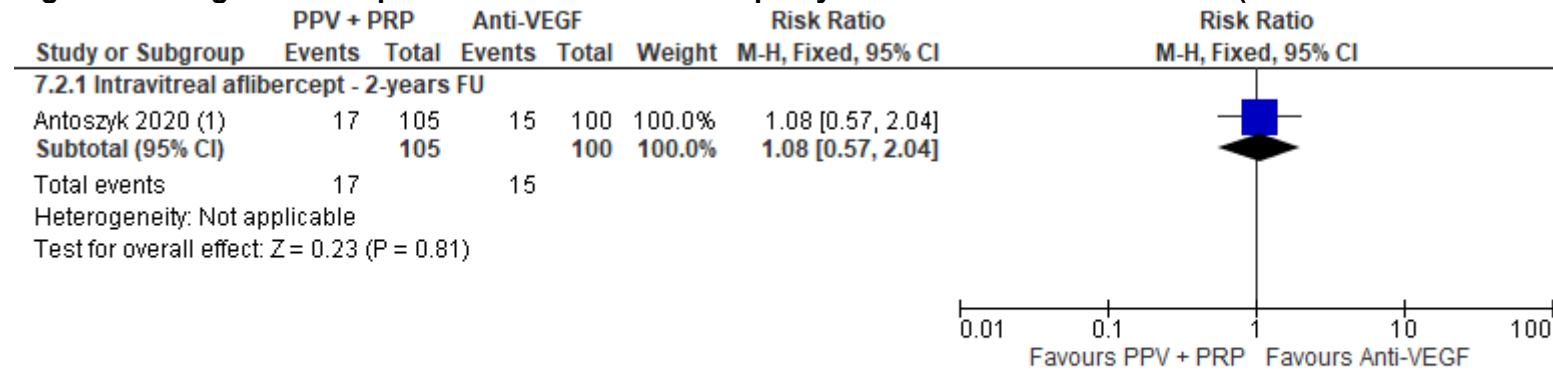 PPV + PRP Anti-VEGF Risk Ratio Risk Ratio
Study or Subgroup Events Total Events Total Weight M-H, Fixed, 95% CI M-H, Fixed, 95% CI
7.2.1 Intravitreal aflibercept - 2-years FU
Antoszyk 2020 (1) 17 105 15 100 100.0% 1.08 [0.57, 2.04]
Subtotal (95% CI) 105 100 100.0% 1.08 [0.57, 2.04]
Total events 17 15
Heterogeneity: Not applicable
Test for overall effect: Z = 0.23 (P = 0.81)
0.01 0.1 1 10 100
Favours PPV + PRP Favours Anti-VEGF